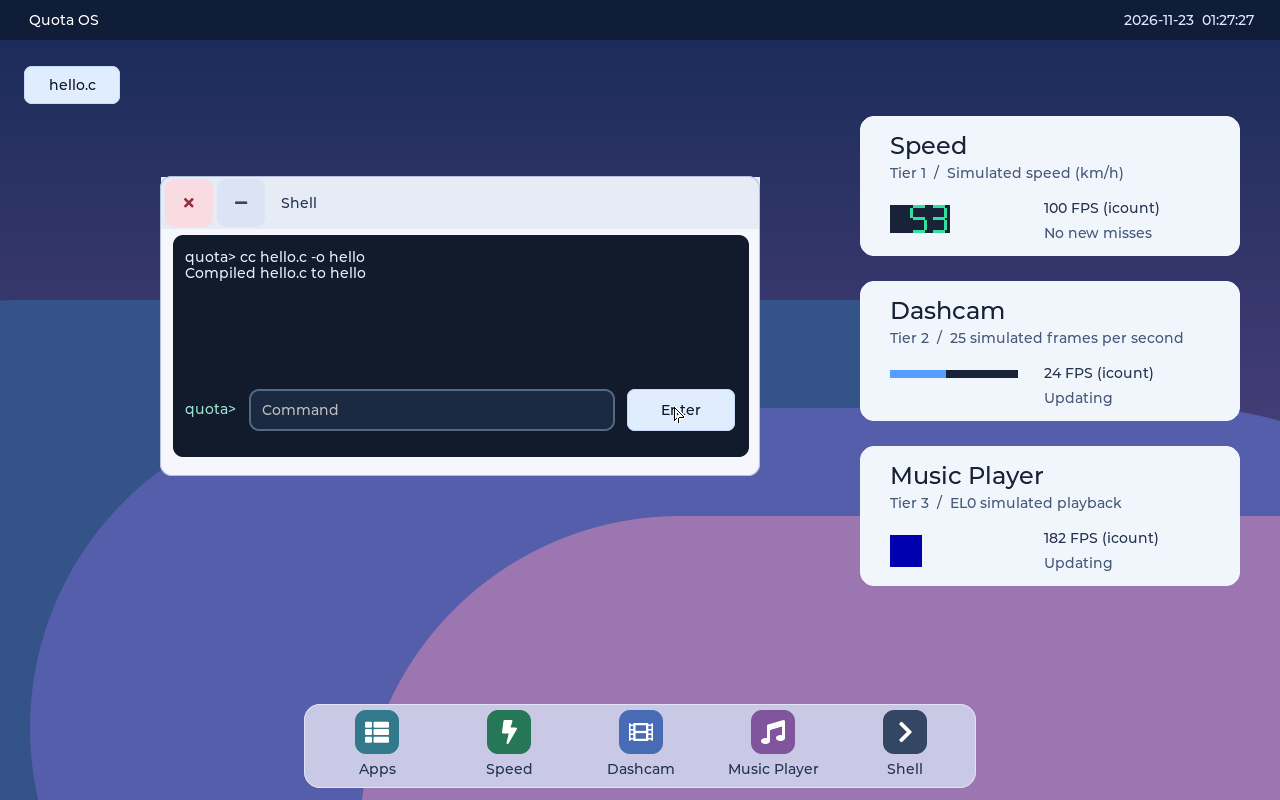 Quota OS
2026-11-23 01:27:27
hello.c
Shell
quota> cc hello.c -o hello
Compiled hello.c to hello
quota>
Command
Enter
Speed
Tier 1 / Simulated speed (km/h)
53
100 FPS (icount)
No new misses
Dashcam
Tier 2 / 25 simulated frames per second
24 FPS (icount)
Updating
Music Player
Tier 3 / EL0 simulated playback
182 FPS (icount)
Updating
Apps
Speed
Dashcam
Music Player
Shell